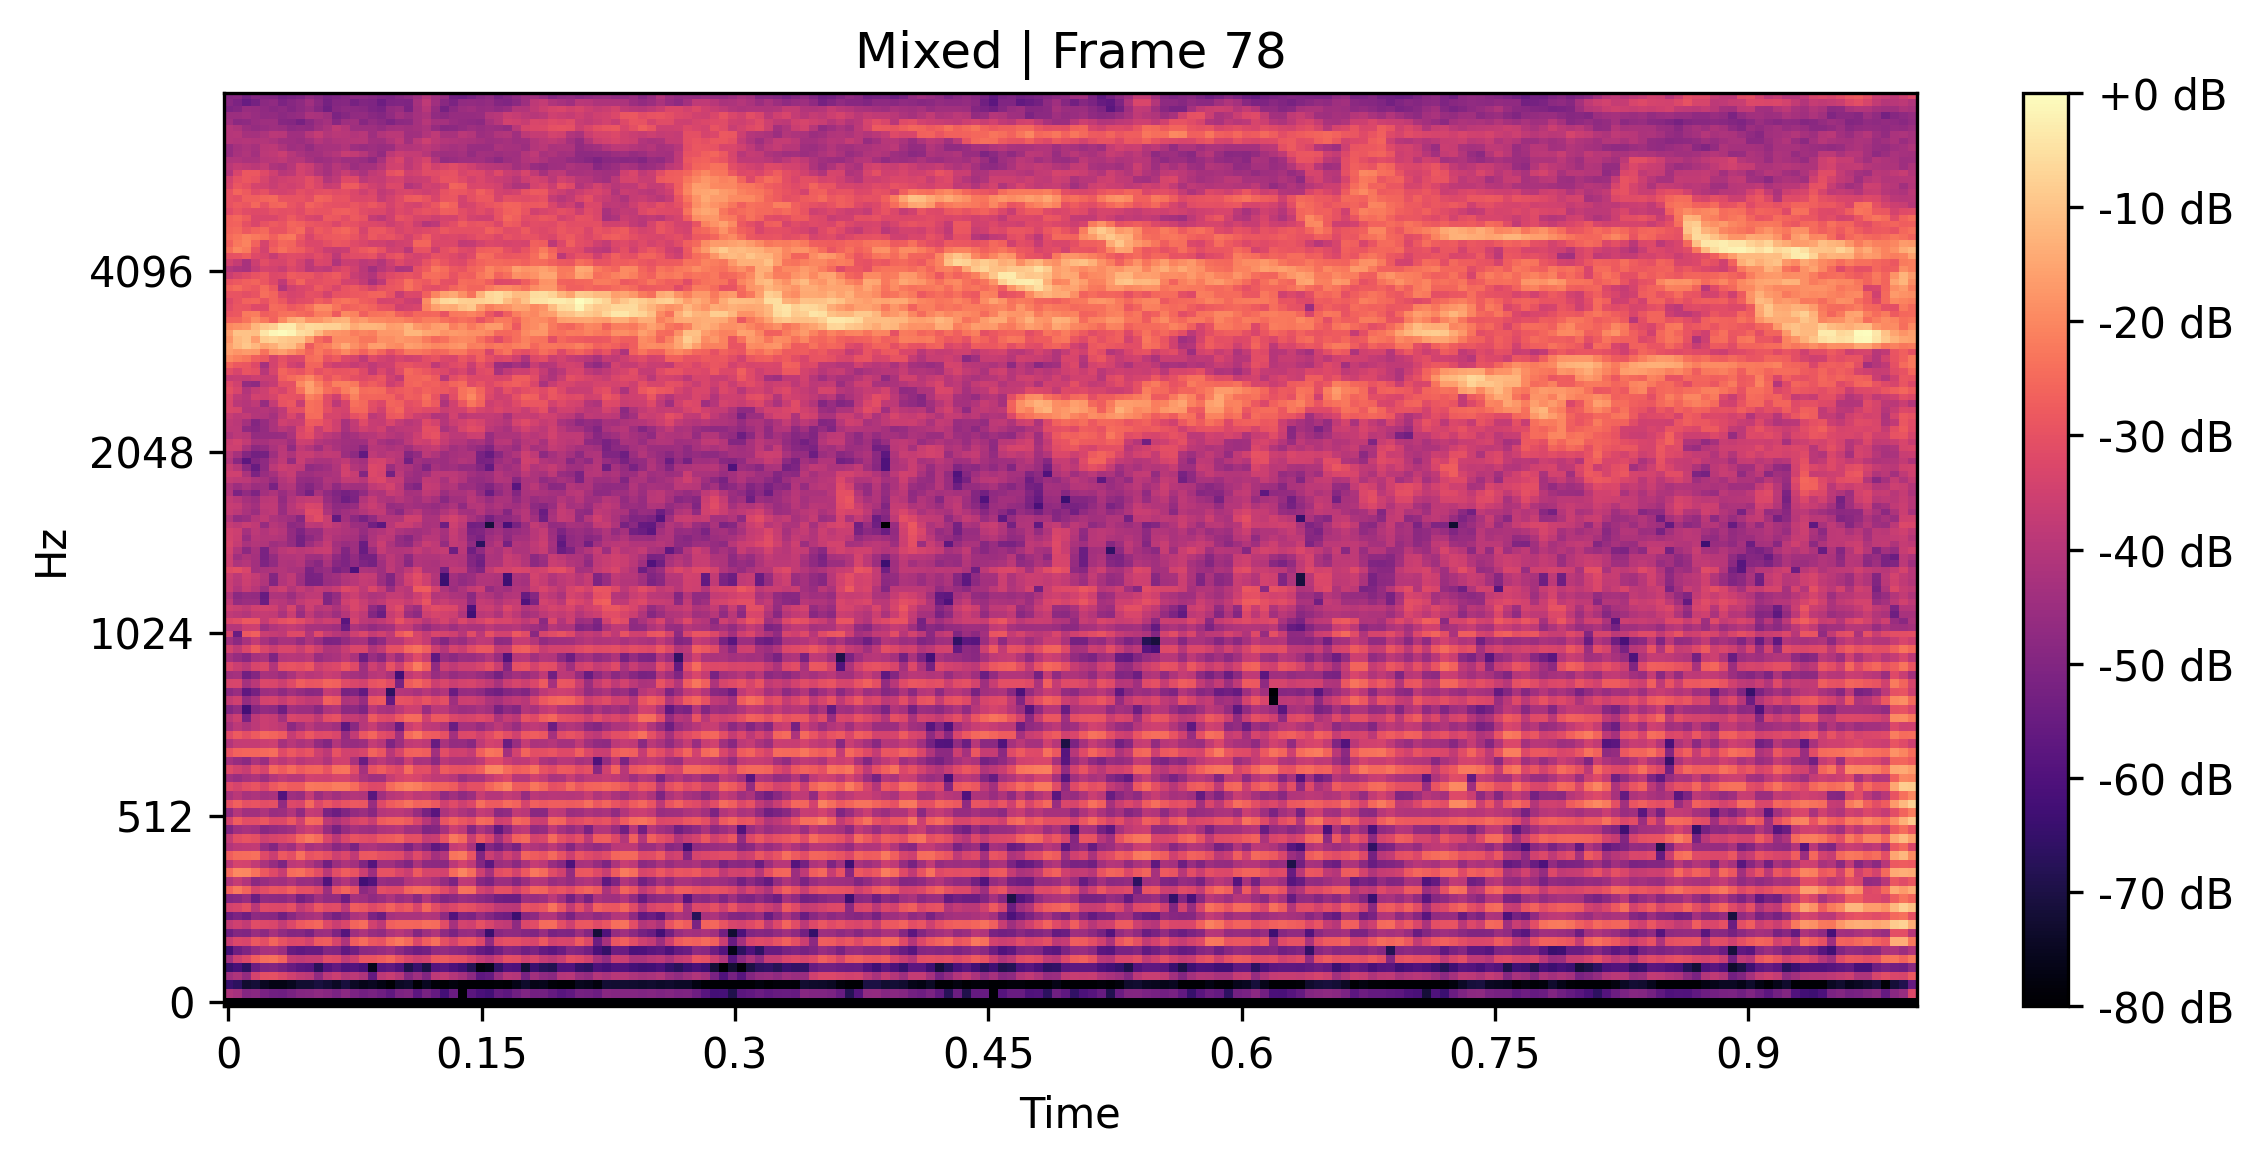 Mixed | Frame 78
Hz
4096
2048
1024
512
0
0 0.15 0.3 0.45 0.6 0.75 0.9
Time
+0 dB
-10 dB
-20 dB
-30 dB
-40 dB
-50 dB
-60 dB
-70 dB
-80 dB